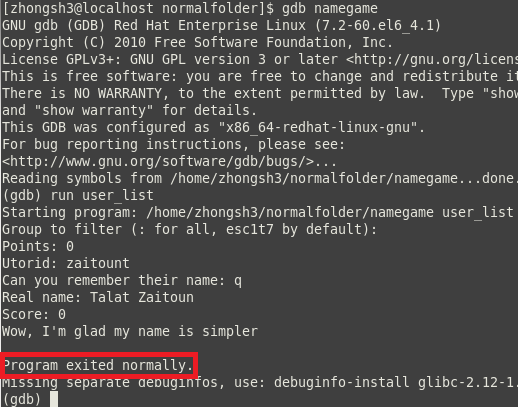 [zhongsh3@localhost normalfolder]$ gdb namegame
GNU gdb (GDB) Red Hat Enterprise Linux (7.2-60.el6_4.1)
Copyright (C) 2010 Free Software Foundation, Inc.
License GPLv3+: GNU GPL version 3 or later <http://gnu.org/licens
This is free software: you are free to change and redistribute it
There is NO WARRANTY, to the extent permitted by law.  Type "show
and "show warranty" for details.
This GDB was configured as "x86_64-redhat-linux-gnu".
For bug reporting instructions, please see:
<http://www.gnu.org/software/gdb/bugs/>...
Reading symbols from /home/zhongsh3/normalfolder/namegame...done.
(gdb) run user_list
Starting program: /home/zhongsh3/normalfolder/namegame user_list
Group to filter (: for all, esc1t7 by default):
Points: 0
Utorid: zaitount
Can you remember their name: q
Real name: Talat Zaitoun
Score: 0
Wow, I'm glad my name is simpler
Program exited normally.
Missing separate debuginfos, use: debuginfo-install glibc-2.12-1.
(gdb)